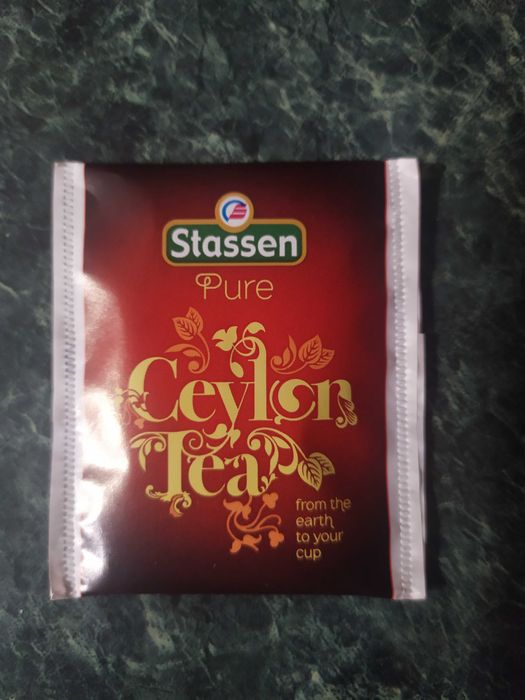 Stassen
Pure
Ceylon
Tea
from the
earth
to your
cup